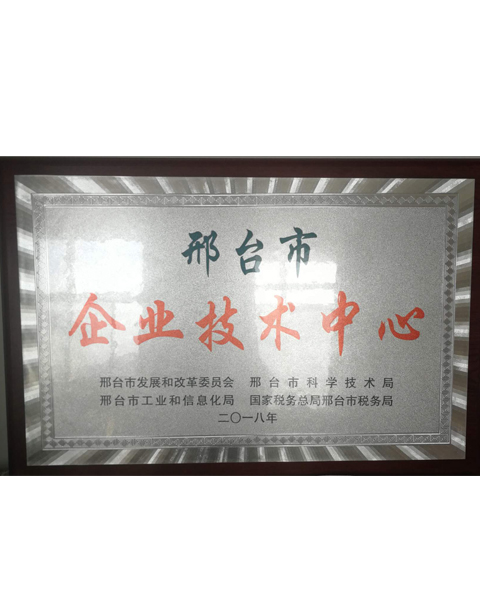 邢台市
企业技术中心
邢台市发展和改革委员会 邢台市科学技术局
邢台市工业和信息化局 国家税务总局邢台市税务局
二〇一八年